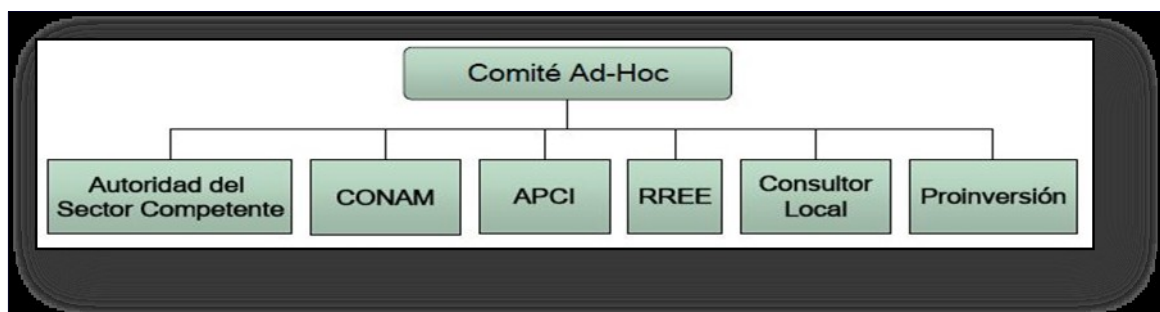 Comité Ad-Hoc
Autoridad del
Sector Competente
CONAM
APCI
RREE
Consultor
Local
Proinversión